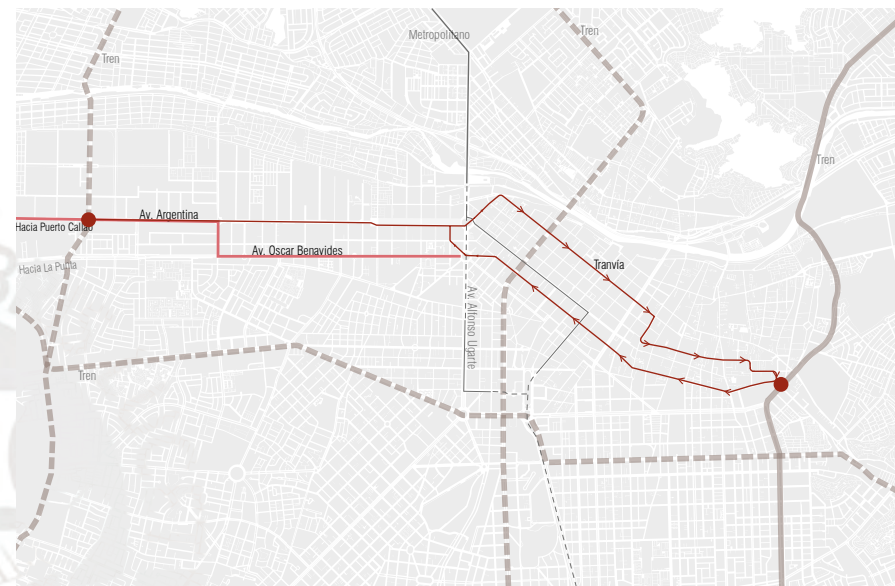 Metropolitano
Tren
Tren
Tren
Av. Argentina
Hacia Puerto Callao
Av. Oscar Benavides
Hacia La Punta
Tranvía
Av. Alfonso Ugarte
Tren